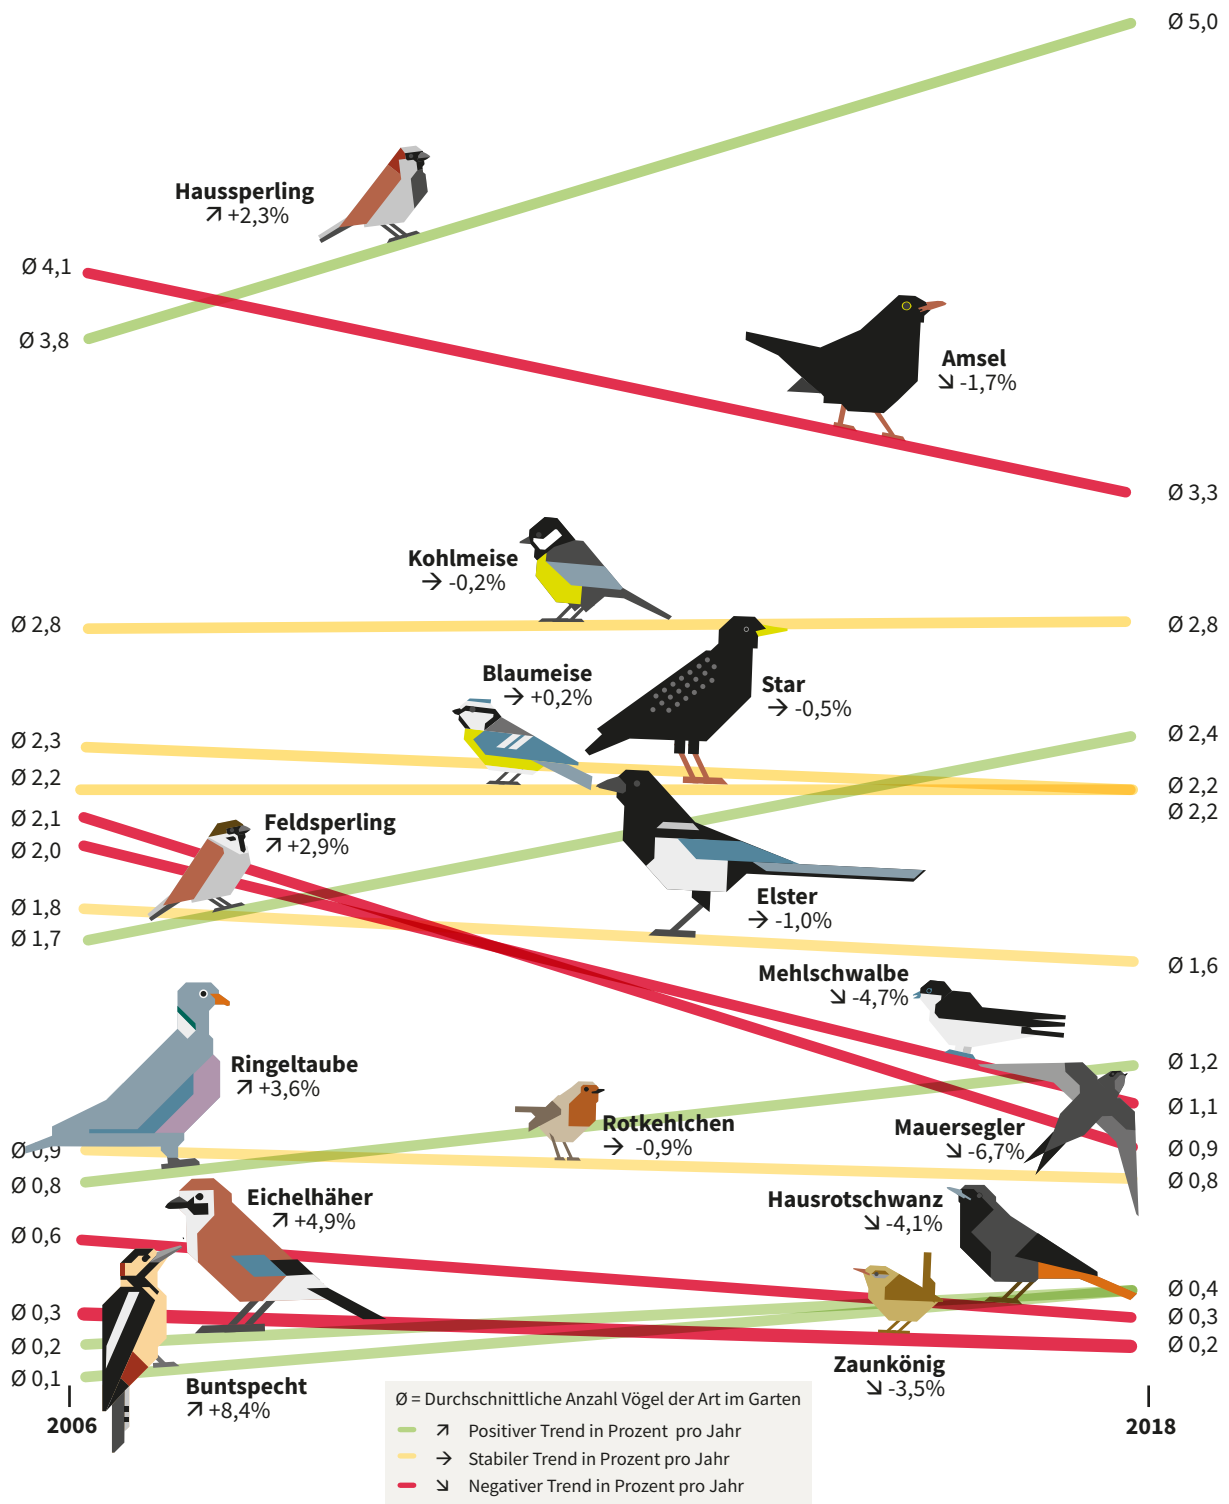 Ø 5,0
Haussperling
↗ +2,3%
Ø 4,1
Ø 3,8
Amsel
↘ -1,7%
Ø 3,3
Kohlmeise
→ -0,2%
Ø 2,8
Ø 2,8
Blaumeise
→ +0,2%
Star
→ -0,5%
Ø 2,3
Ø 2,4
Ø 2,2
Ø 2,2
Ø 2,2
Ø 2,1
Feldsperling
↗ +2,9%
Ø 2,0
Elster
→ -1,0%
Ø 1,8
Ø 1,7
Ø 1,6
Mehlschwalbe
↘ -4,7%
Ringeltaube
↗ +3,6%
Ø 1,2
Ø 1,1
Rotkehlchen
→ -0,9%
Mauersegler
↘ -6,7%
Ø 0,9
Ø 0,9
Ø 0,8
Ø 0,8
Eichelhäher
↗ +4,9%
Hausrotschwanz
↘ -4,1%
Ø 0,6
Ø 0,4
Ø 0,3
Ø 0,3
Ø 0,2
Ø 0,2
Zaunkönig
↘ -3,5%
Ø 0,1
Buntspecht
↗ +8,4%
2006
2018
Ø = Durchschnittliche Anzahl Vögel der Art im Garten
↗ Positiver Trend in Prozent pro Jahr
→ Stabiler Trend in Prozent pro Jahr
↘ Negativer Trend in Prozent pro Jahr